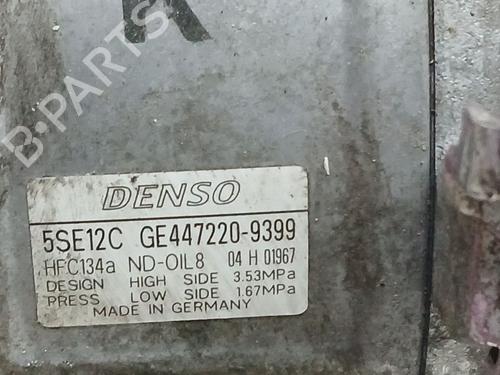 K
B-PARTS
DENSO
5SE12C GE447220-9399
HFC134a ND-OIL8 04 H 01967
DESIGN HIGH SIDE 3.53MPa
PRESS LOW SIDE 1.67MPa
MADE IN GERMANY